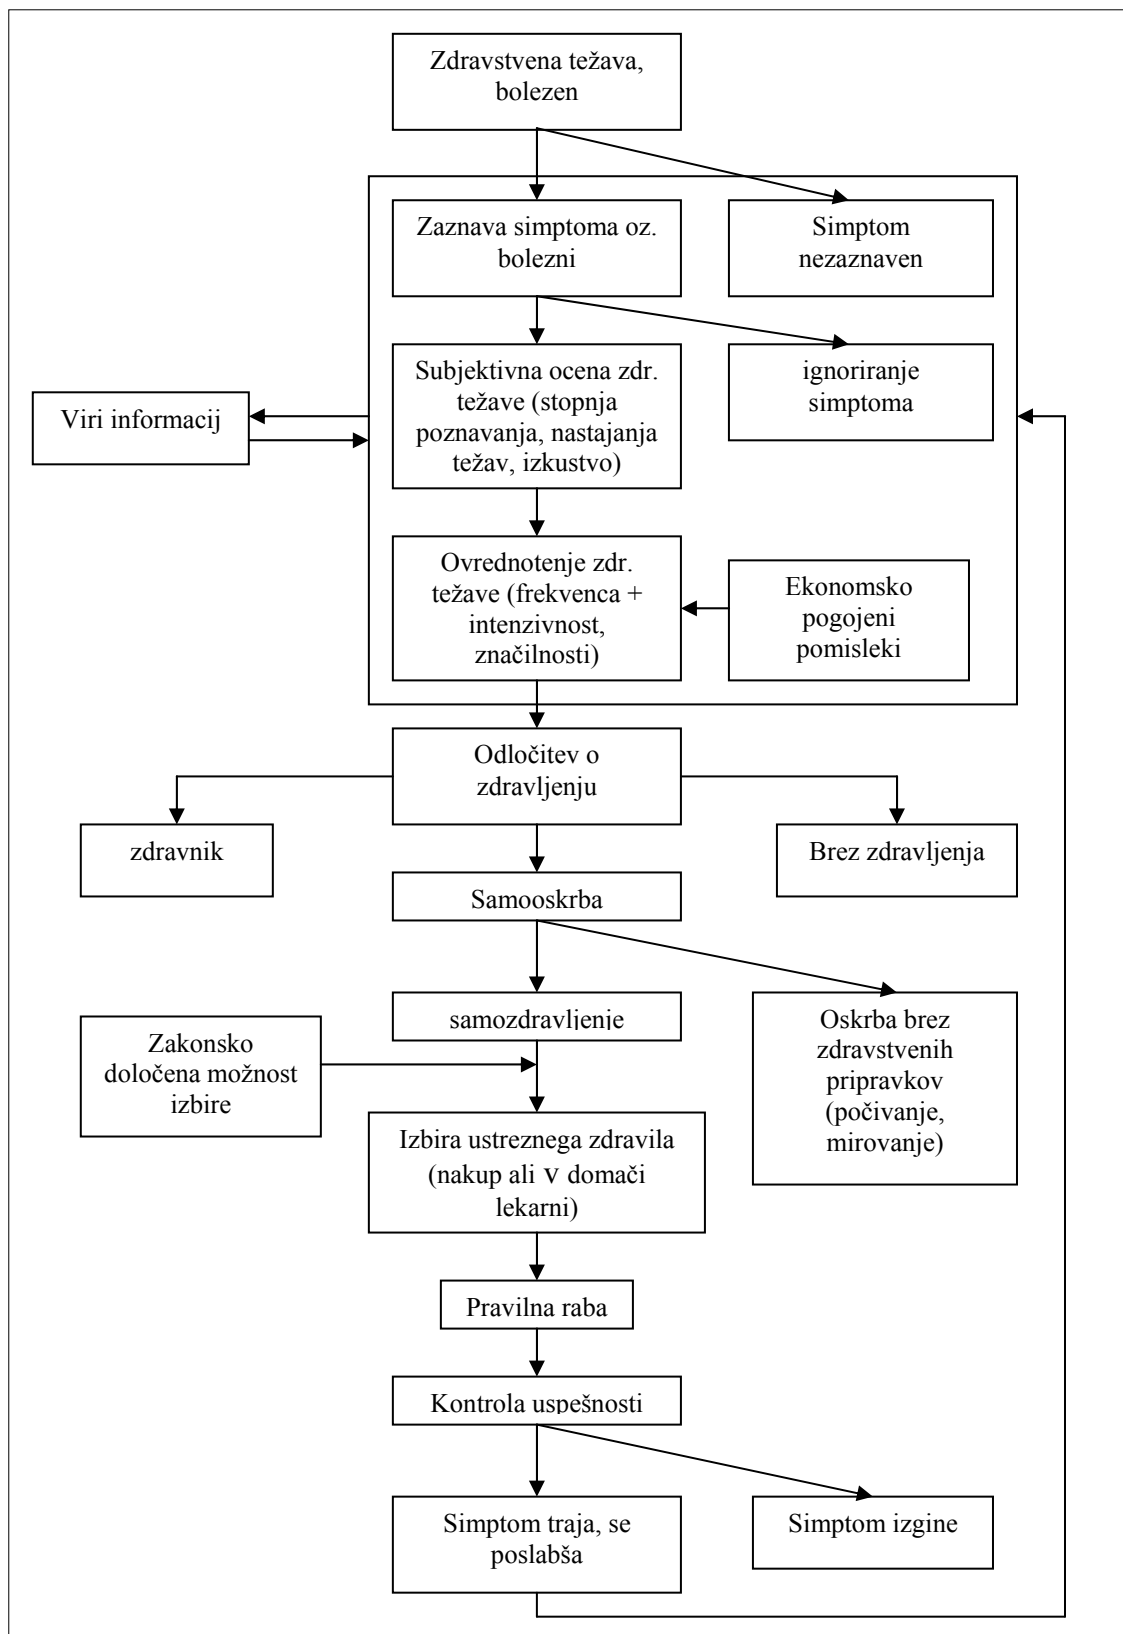 Zdravstvena težava,
bolezen
Zaznava simptoma oz.
bolezni
Simptom
nezaznaven
Subjektivna ocena zdr.
težave (stopnja
poznavanja, nastajanja
težav, izkustvo)
ignoriranje
simptoma
Viri informacij
Ovrednotenje zdr.
težave (frekvenca +
intenzivnost,
značilnosti)
Ekonomsko
pogojeni
pomisleki
Odločitev o
zdravljenju
zdravnik
Brez zdravljenja
Samooskrba
samozdravljenje
Zakonsko
določena možnost
izbire
Oskrba brez
zdravstvenih
pripravkov
(počivanje,
mirovanje)
Izbira ustreznega zdravila
(nakup ali v domači
lekarni)
Pravilna raba
Kontrola uspešnosti
Simptom traja, se
poslabša
Simptom izgine